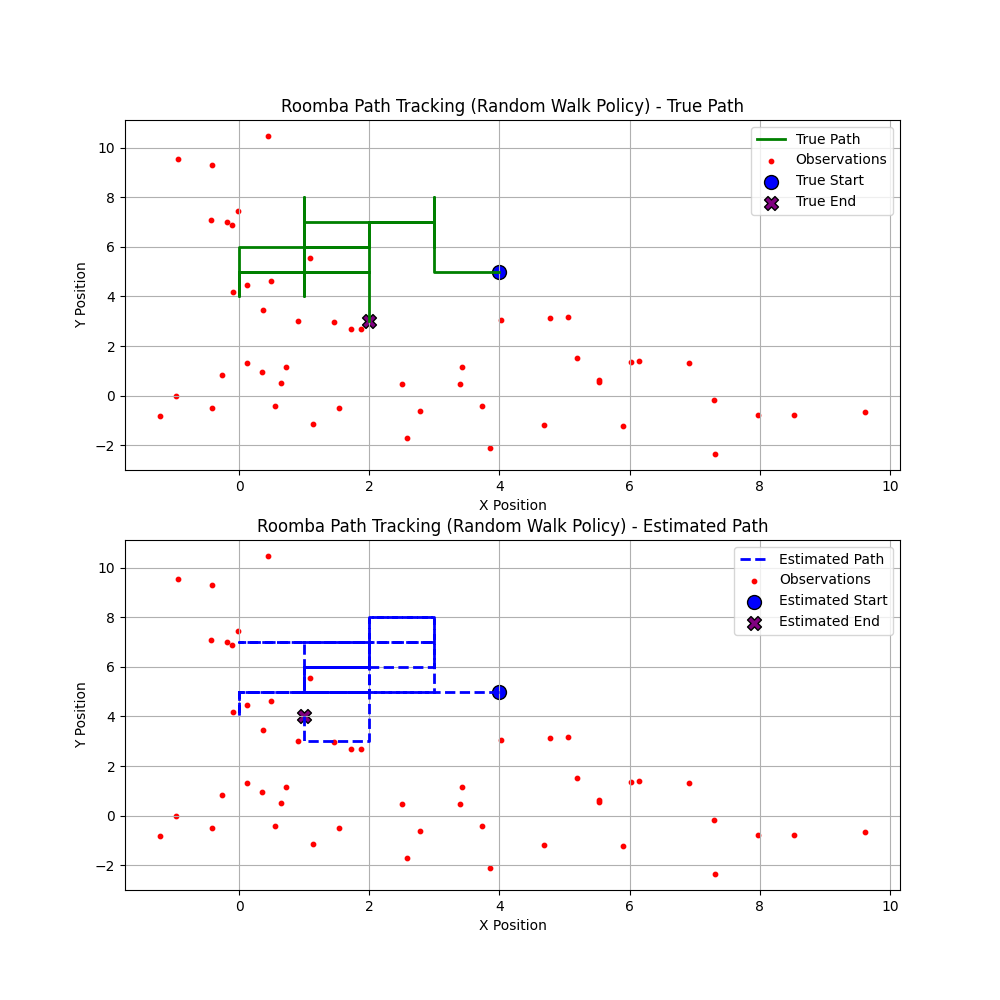 Roomba Path Tracking (Random Walk Policy) - True Path
10
8
6
4
2
0
−2
Y Position
True Path
Observations
True Start
True End
0 2 4 6 8 10
X Position
Roomba Path Tracking (Random Walk Policy) - Estimated Path
10
8
6
4
2
0
−2
Y Position
Estimated Path
Observations
Estimated Start
Estimated End
0 2 4 6 8 10
X Position